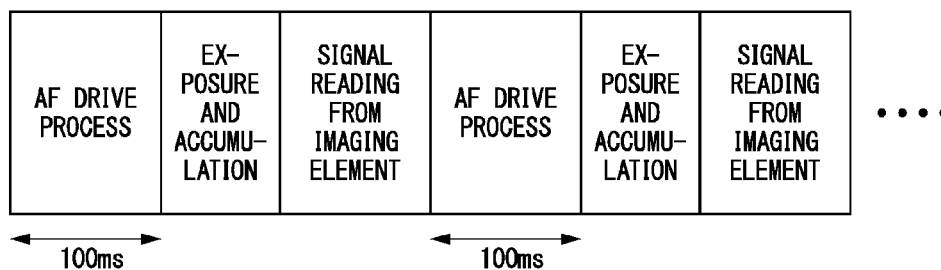 AF DRIVE
PROCESS
EX-
POSURE
AND
ACCUMU-
LATION
SIGNAL
READING
FROM
IMAGING
ELEMENT
AF DRIVE
PROCESS
EX-
POSURE
AND
ACCUMU-
LATION
SIGNAL
READING
FROM
IMAGING
ELEMENT
100ms
100ms